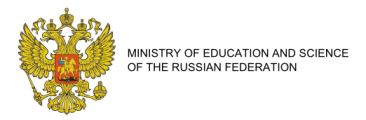 MINISTRY OF EDUCATION AND SCIENCE
OF THE RUSSIAN FEDERATION